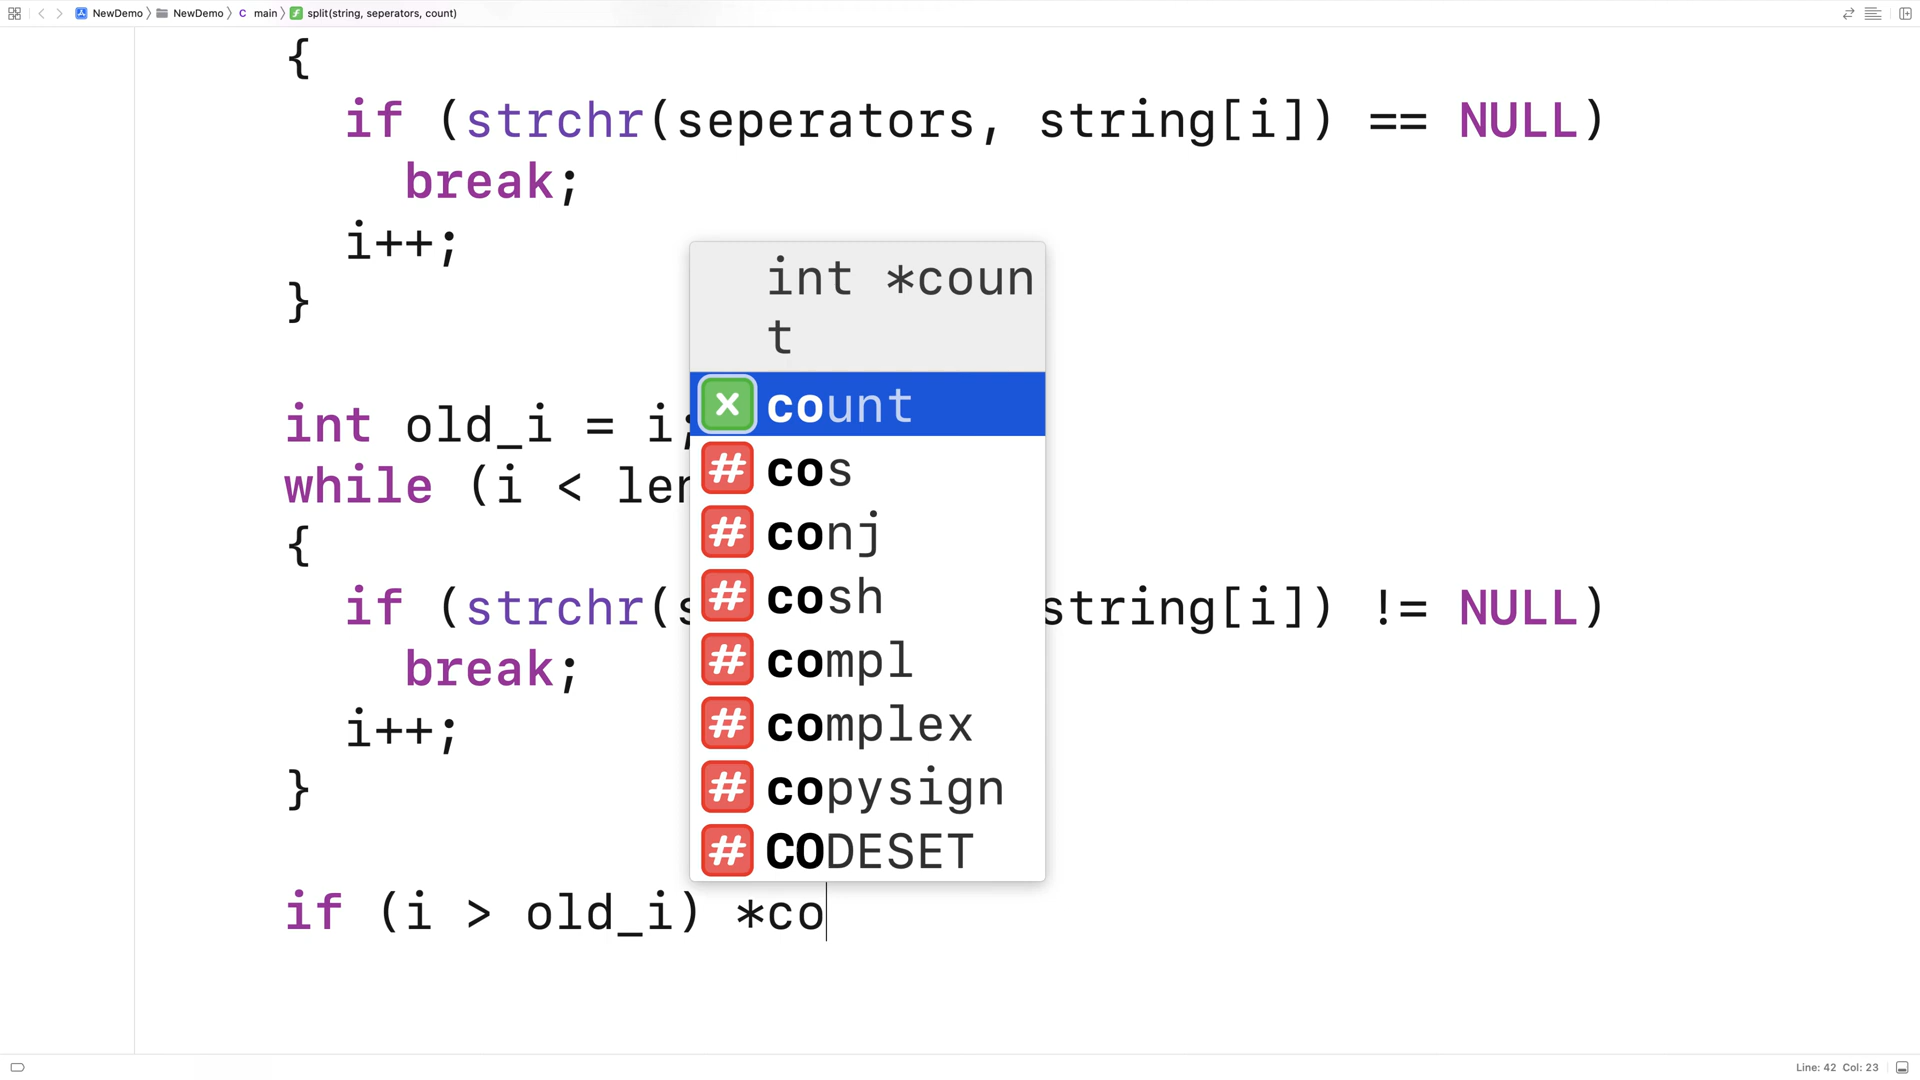 NewDemo 〉 NewDemo 〉 C main 〉 f split(string, seperators, count)
{
if (strchr(seperators, string[i]) == NULL)
break;
i++;
}
int *coun
t
int old_i = i;
count
cos
while (i < len
conj
{
cosh
if (strchr(s
string[i]) != NULL)
compl
break;
complex
i++;
copysign
}
CODESET
if (i > old_i) *co
Line: 42 Col: 23